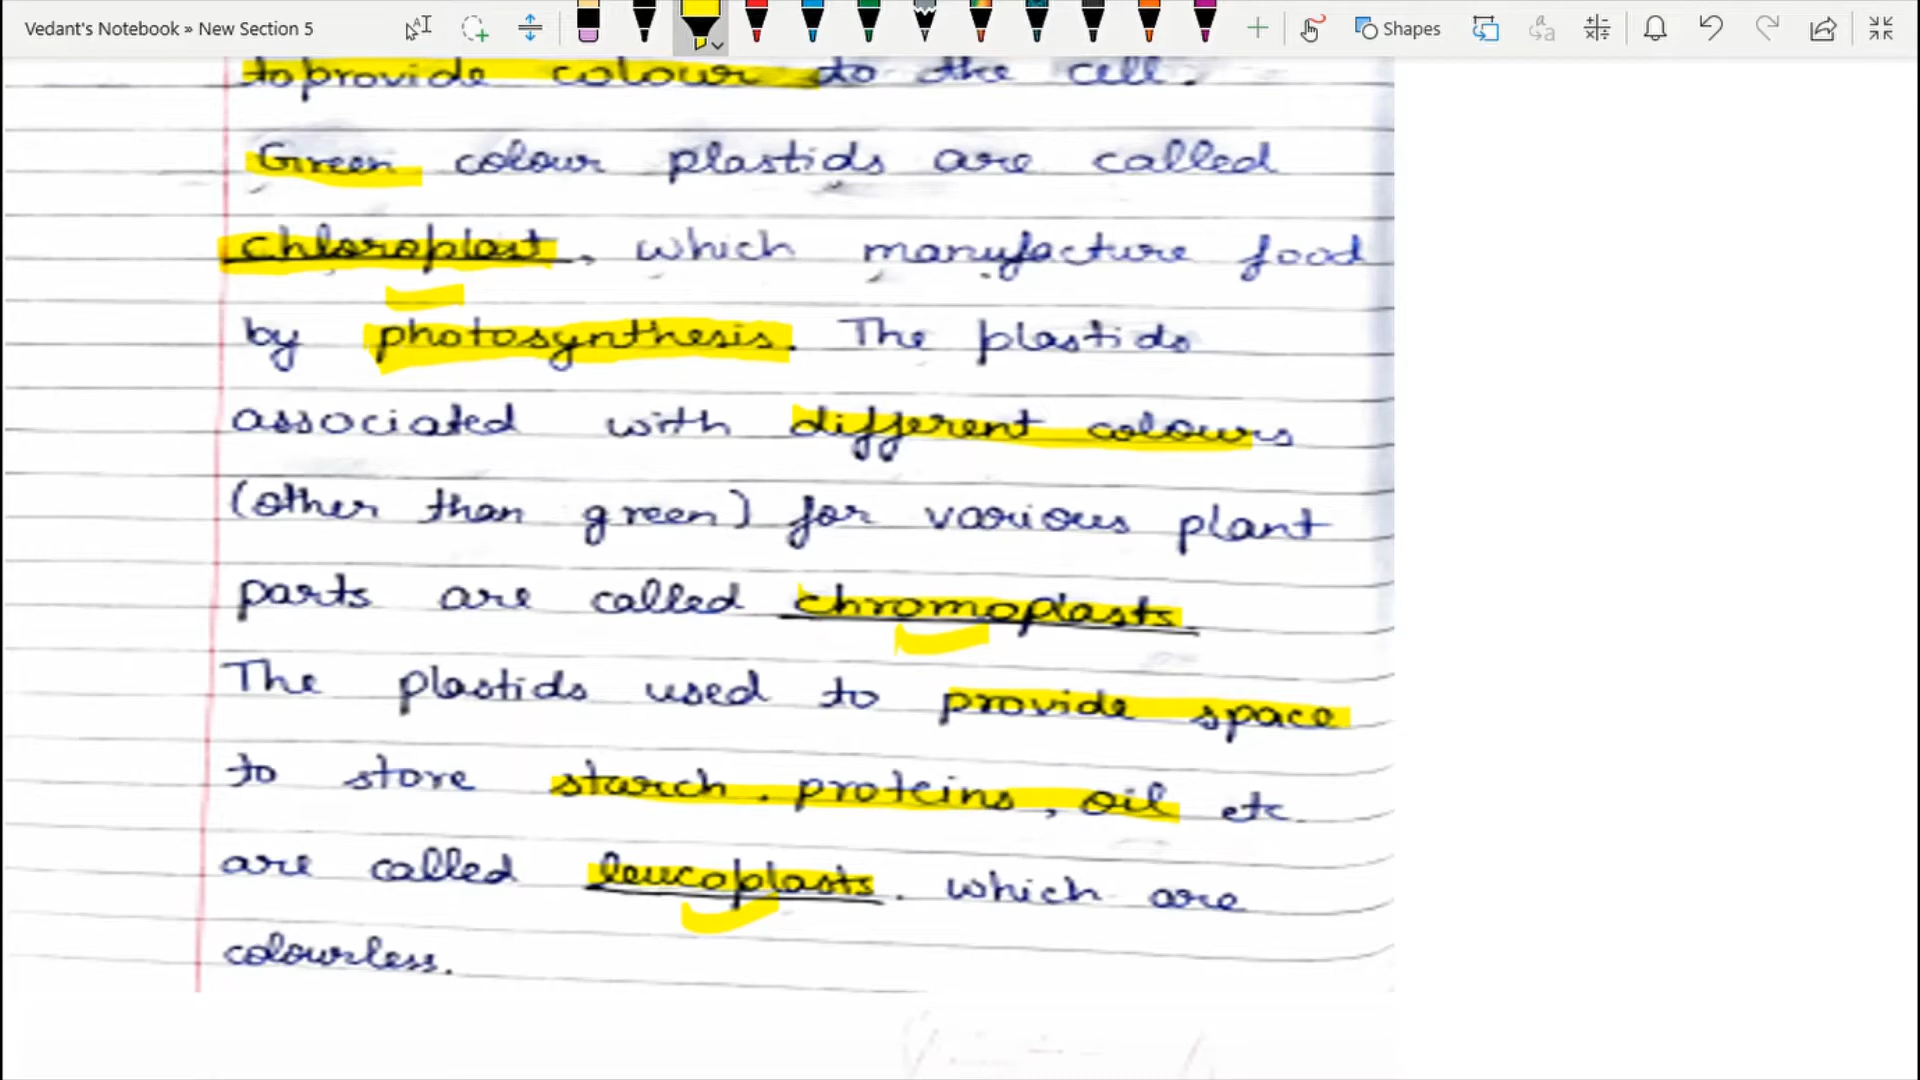 Vedant's Notebook » New Section 5
Shapes
to provide colour to the cell.
Green colour plastids are called
chloroplast, which manufacture food
by photosynthesis. The plastids
associated with different colours
(other than green) for various plant
parts are called chromoplasts.
The plastids used to provide space
to store starch, proteins, oil etc.
are called leucoplasts. which are
colourless.